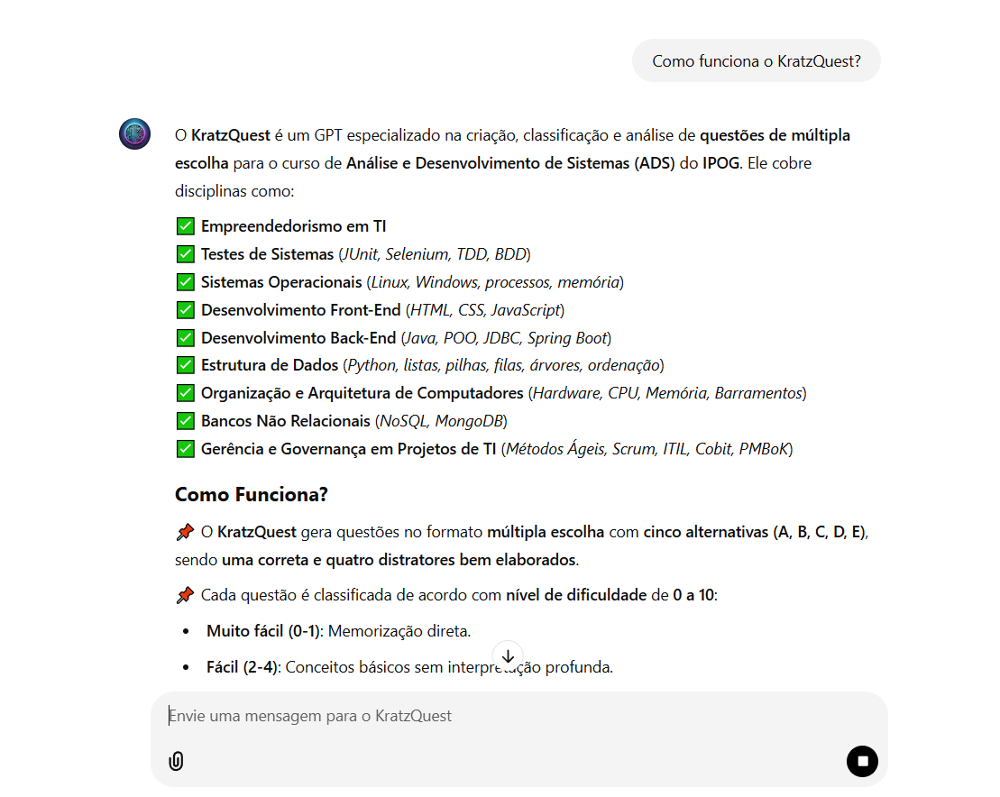 Como funciona o KratzQuest?
O KratzQuest é um GPT especializado na criação, classificação e análise de questões de múltipla
escolha para o curso de Análise e Desenvolvimento de Sistemas (ADS) do IPOG. Ele cobre
disciplinas como:
✅ Empreendedorismo em TI
✅ Testes de Sistemas (JUnit, Selenium, TDD, BDD)
✅ Sistemas Operacionais (Linux, Windows, processos, memória)
✅ Desenvolvimento Front-End (HTML, CSS, JavaScript)
✅ Desenvolvimento Back-End (Java, POO, JDBC, Spring Boot)
✅ Estrutura de Dados (Python, listas, pilhas, filas, árvores, ordenação)
✅ Organização e Arquitetura de Computadores (Hardware, CPU, Memória, Barramentos)
✅ Bancos Não Relacionais (NoSQL, MongoDB)
✅ Gerência e Governança em Projetos de TI (Métodos Ágeis, Scrum, ITIL, Cobit, PMBoK)
Como Funciona?
📌 O KratzQuest gera questões no formato múltipla escolha com cinco alternativas (A, B, C, D, E),
sendo uma correta e quatro distratores bem elaborados.
📌 Cada questão é classificada de acordo com nível de dificuldade de 0 a 10:
• Muito fácil (0-1): Memorização direta.
• Fácil (2-4): Conceitos básicos sem interpretação profunda.
Envie uma mensagem para o KratzQuest